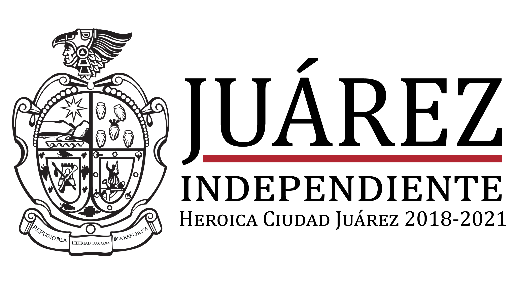 JUÁREZ
INDEPENDIENTE
HEROICA CIUDAD JUÁREZ 2018-2021